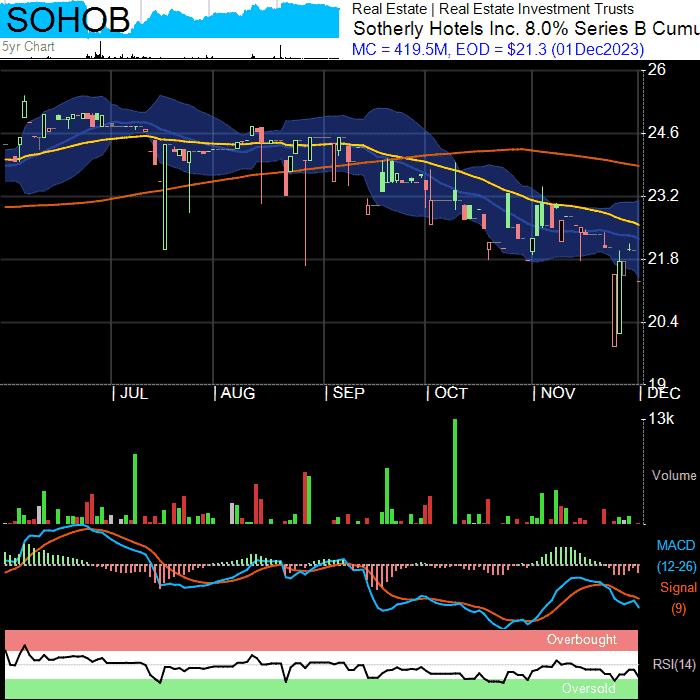 SOHOB
5yr Chart
Real Estate | Real Estate Investment Trusts
Sotherly Hotels Inc. 8.0% Series B Cumu
MC = 419.5M, EOD = $21.3 (01Dec2023)
26
24.6
23.2
21.8
20.4
19
| JUL | AUG | SEP | OCT | NOV | DEC
13k
Volume
MACD
(12-26)
Signal
(9)
Overbought
RSI(14)
Oversold